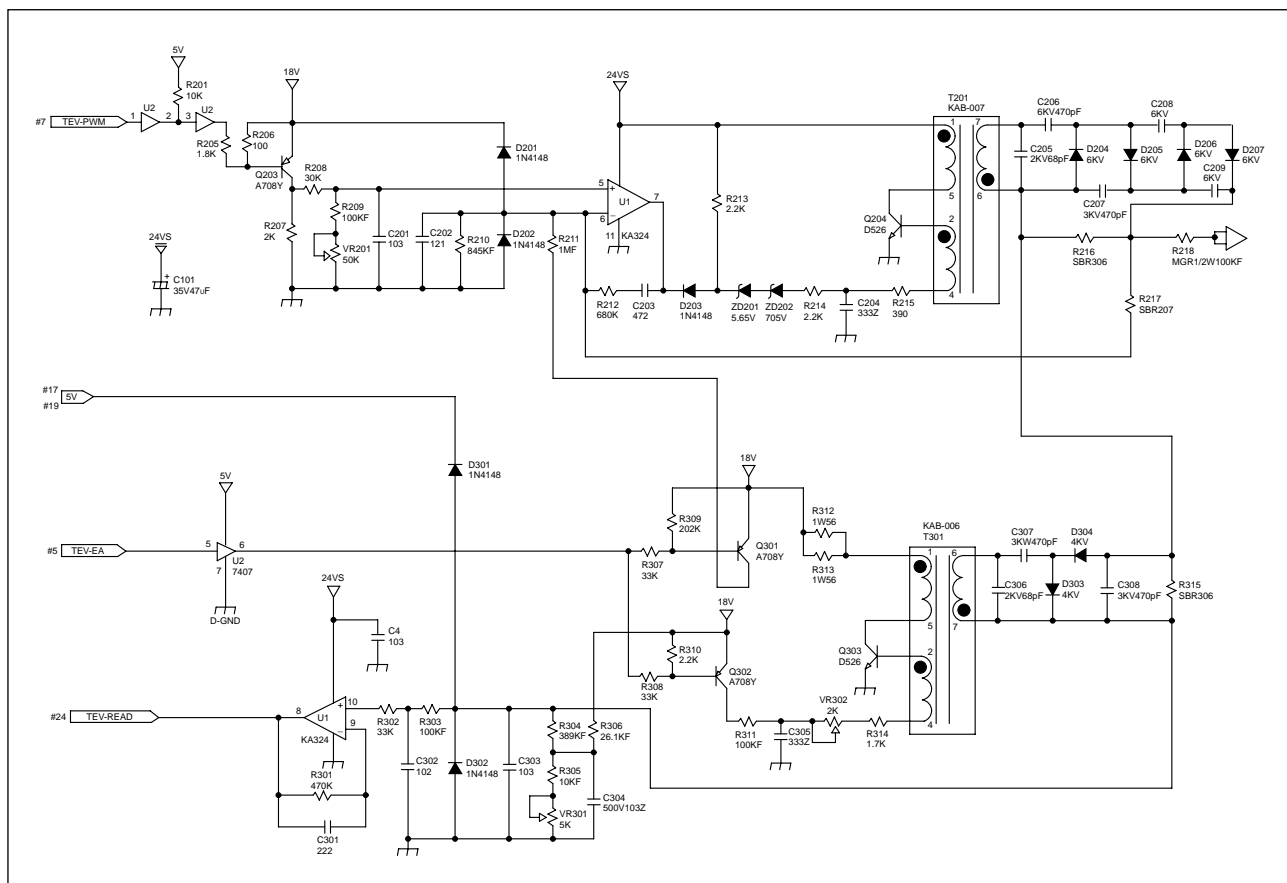 5V
18V
24VS
R201
10K
#7
TEV-PWM
1
U2
2
3
U2
R205
1.8K
R206
100
Q203
A708Y
R208
30K
R209
100KF
VR201
50K
R207
2K
C201
103
C202
121
R210
845KF
D201
1N4148
D202
1N4148
R211
1MF
5
+
6
−
U1
7
11
KA324
R213
2.2K
R212
680K
C203
472
D203
1N4148
ZD201
5.65V
ZD202
705V
R214
2.2K
C204
333Z
R215
390
Q204
D526
T201
KAB-007
1
7
5
2
6
4
C205
2KV68pF
C206
6KV470pF
C208
6KV
D204
6KV
D205
6KV
D206
6KV
D207
6KV
C207
3KV470pF
C209
6KV
R216
SBR306
R218
MGR1/2W100KF
R217
SBR207
24VS
+
C101
35V47uF
#17
#19
5V
D301
1N4148
5V
#5
TEV-EA
5
6
7
U2
7407
D-GND
24VS
C4
103
#24
TEV-READ
8
U1
+
10
−
9
KA324
R301
470K
C301
222
R302
33K
R303
100KF
C302
102
D302
1N4148
C303
103
R304
389KF
R305
10KF
VR301
5K
R306
26.1KF
C304
500V103Z
18V
R309
202K
R307
33K
Q301
A708Y
18V
R310
2.2K
R308
33K
Q302
A708Y
R311
100KF
C305
333Z
VR302
2K
R314
1.7K
R312
1W56
R313
1W56
Q303
D526
KAB-006
T301
1
6
5
2
7
4
C306
2KV68pF
C307
3KW470pF
D304
4KV
D303
4KV
C308
3KV470pF
R315
SBR306